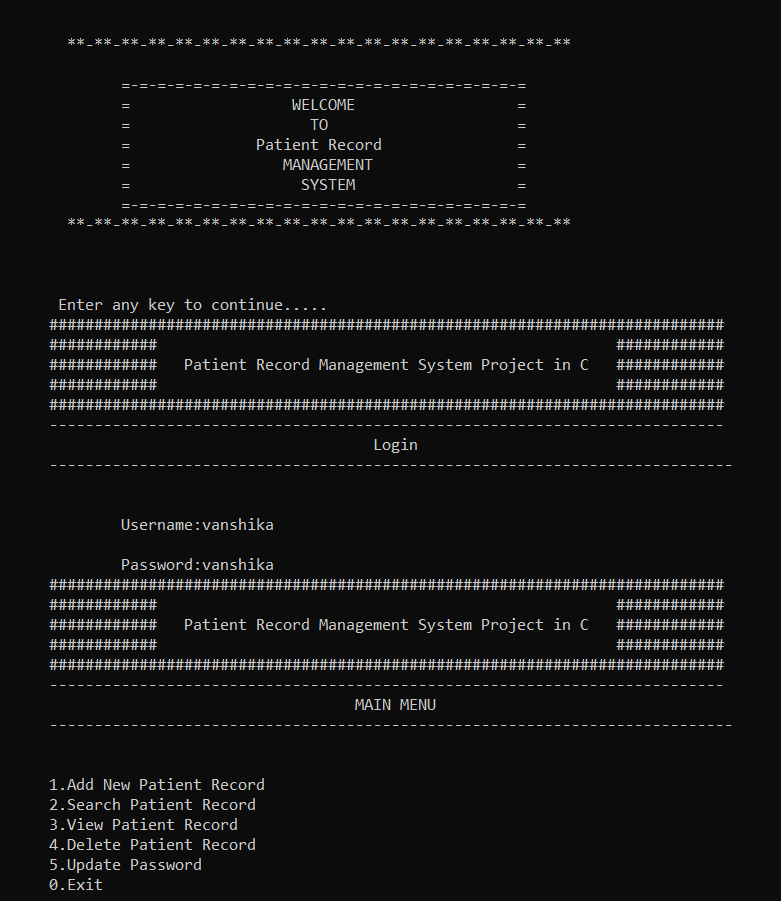 **-**-**-**-**-**-**-**-**-**-**-**-**-**-**-**-**-**-**
=-=-=-=-=-=-=-=-=-=-=-=-=-=-=-=-=-=-=-=-=-=-=
= WELCOME =
= TO =
= Patient Record =
= MANAGEMENT =
= SYSTEM =
=-=-=-=-=-=-=-=-=-=-=-=-=-=-=-=-=-=-=-=-=-=-=
**-**-**-**-**-**-**-**-**-**-**-**-**-**-**-**-**-**-**
Enter any key to continue.....
###########################################################################
############ ############
############ Patient Record Management System Project in C ############
############ ############
###########################################################################
---------------------------------------------------------------------------
Login
----------------------------------------------------------------------------
Username:vanshika
Password:vanshika
###########################################################################
############ ############
############ Patient Record Management System Project in C ############
############ ############
###########################################################################
---------------------------------------------------------------------------
MAIN MENU
----------------------------------------------------------------------------
1.Add New Patient Record
2.Search Patient Record
3.View Patient Record
4.Delete Patient Record
5.Update Password
0.Exit